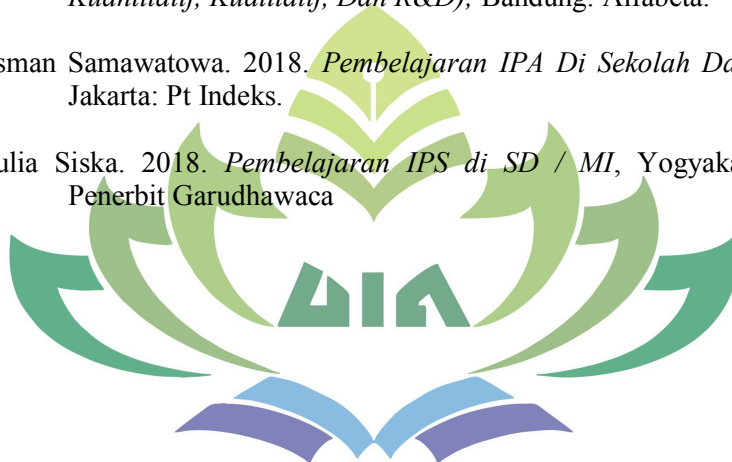 Kuantitatif, Kualitatif, Dan R&D), Bandung: Alfabeta.
sman Samawatowa. 2018. Pembelajaran IPA Di Sekolah Da
Jakarta: Pt Indeks.
ulia Siska. 2018. Pembelajaran IPS di SD / MI, Yogyaka
Penerbit Garudhawaca
UIN